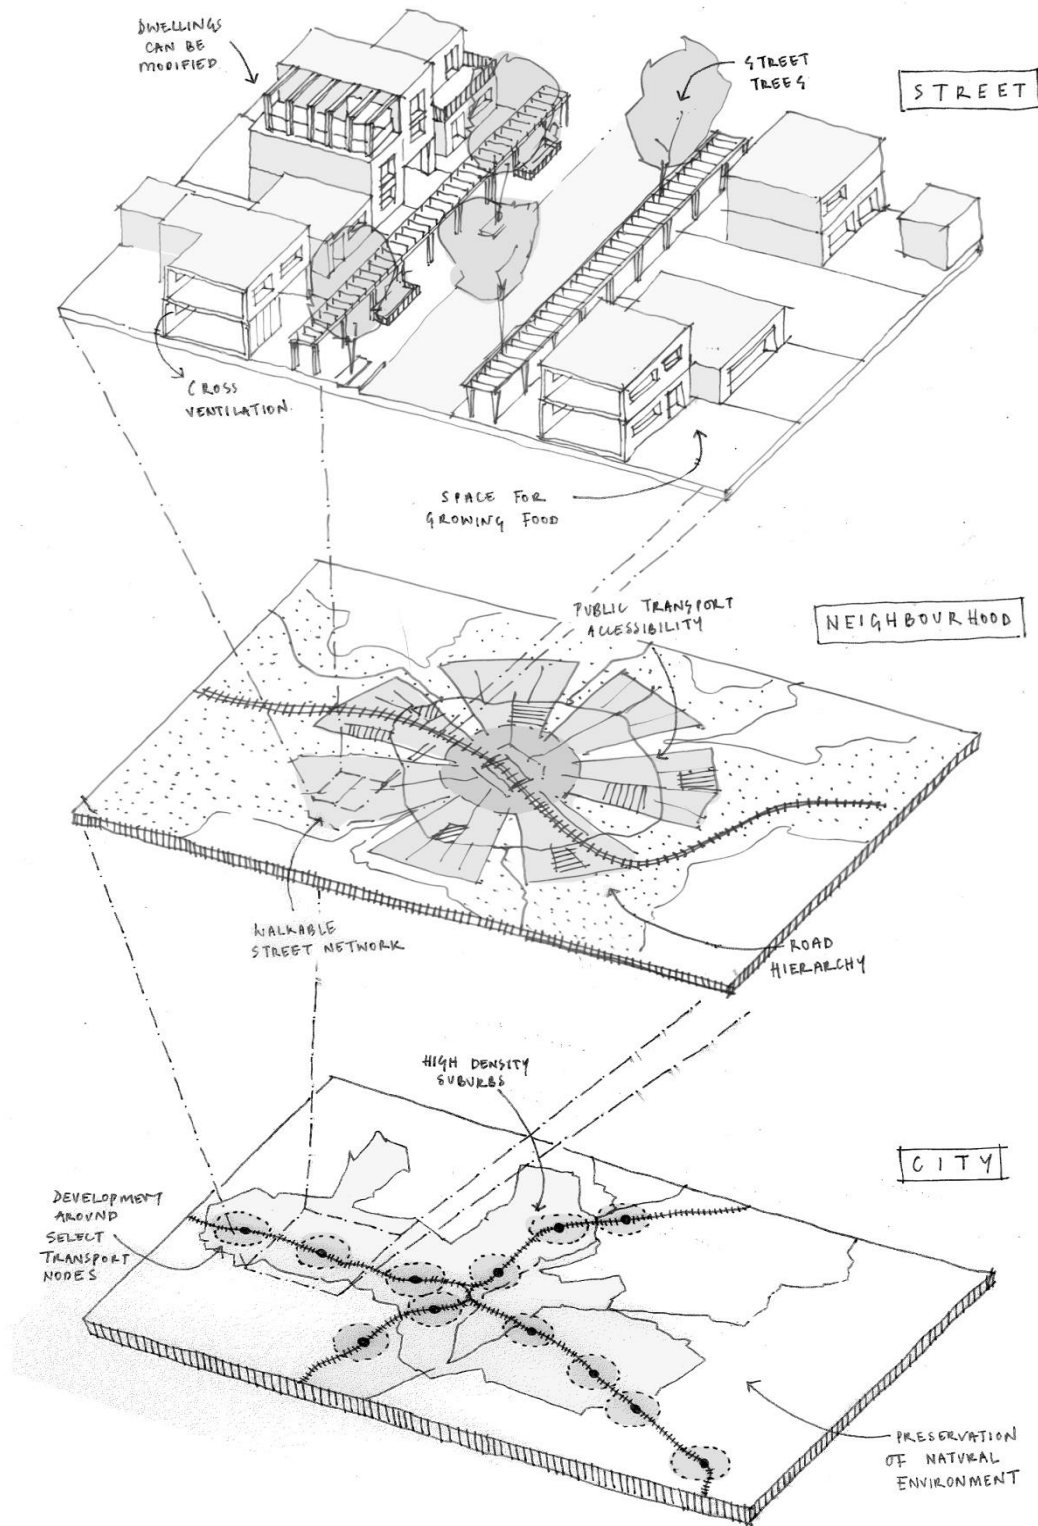 DWELLINGS
CAN BE
MODIFIED.
STREET
TREES
STREET
CROSS
VENTILATION.
SPACE FOR
GROWING FOOD
PUBLIC TRANSPORT
ACCESSIBILITY
NEIGHBOURHOOD
WALKABLE
STREET NETWORK
ROAD
HIERARCHY
HIGH DENSITY
SUBURBS
CITY
DEVELOPMENT
AROUND
SELECT
TRANSPORT
NODES
PRESERVATION
OF NATURAL
ENVIRONMENT